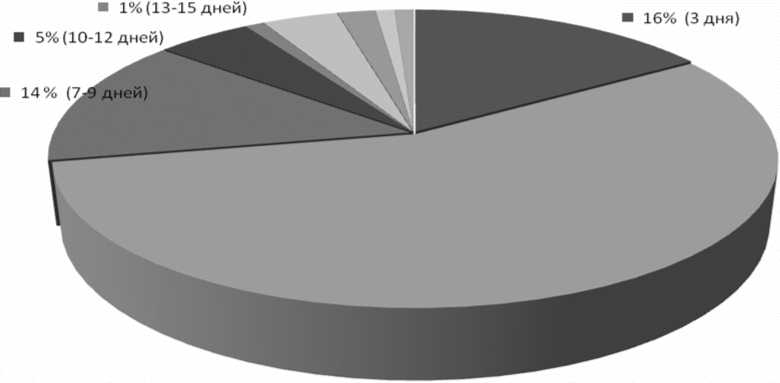 1% (13-15 дней)
16% (3 дня)
5% (10-12 дней)
14 % (7-9 дней)